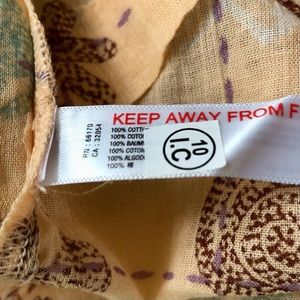 KEEP AWAY FROM F
RN : 66170
CA : 32054
100% COTT
100% COTO
100% BAUM
100% COTON
100% ALGOD
100% 棉
10
I.C